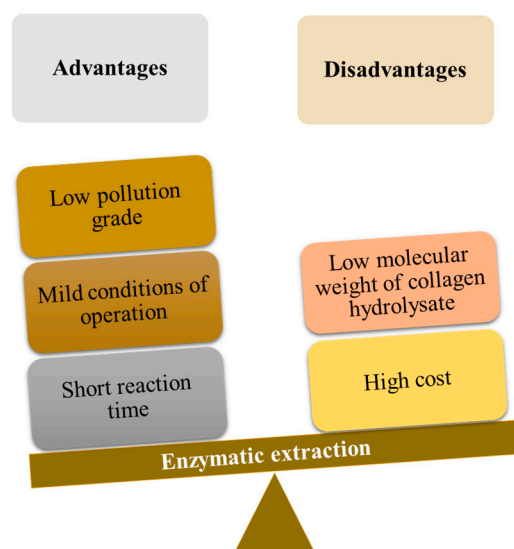 Advantages
Disadvantages
Low pollution
grade
Mild conditions of
operation
Short reaction
time
Low molecular
weight of collagen
hydrolysate
High cost
Enzymatic extraction